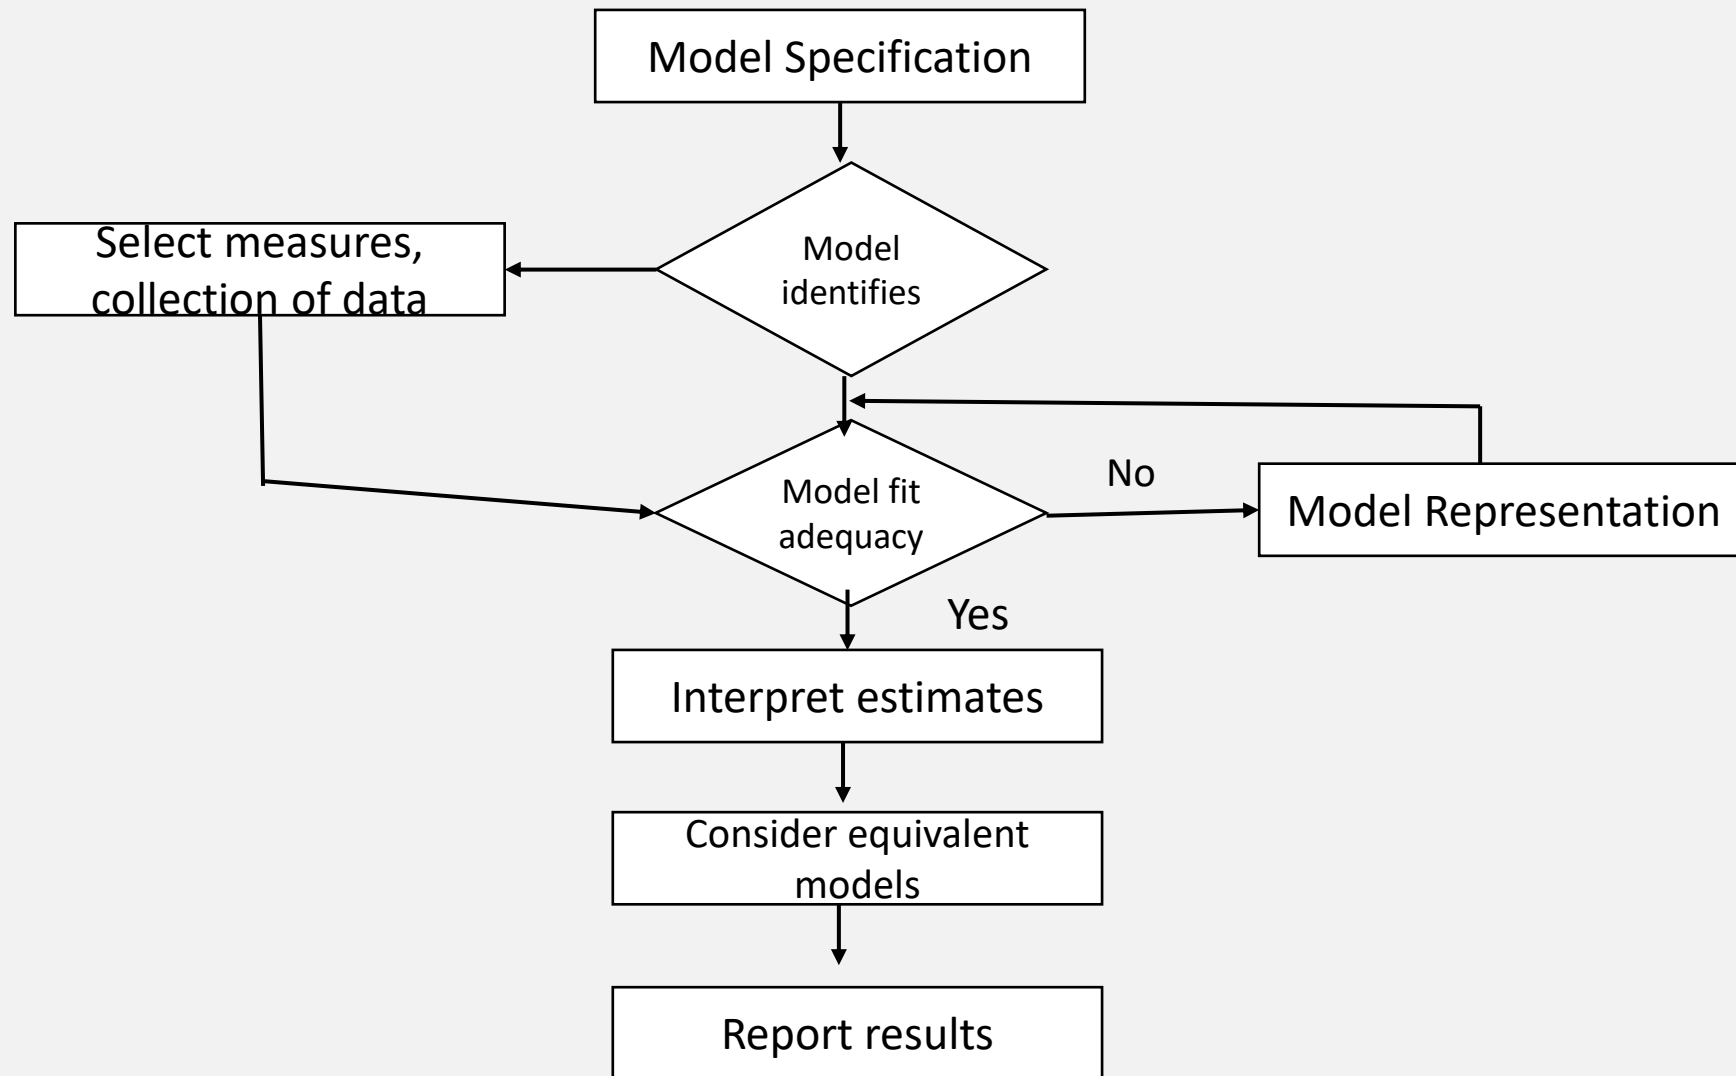 Model Specification
Model
identifies
Select measures,
collection of data
Model fit
adequacy
No
Model Representation
Yes
Interpret estimates
Consider equivalent
models
Report results